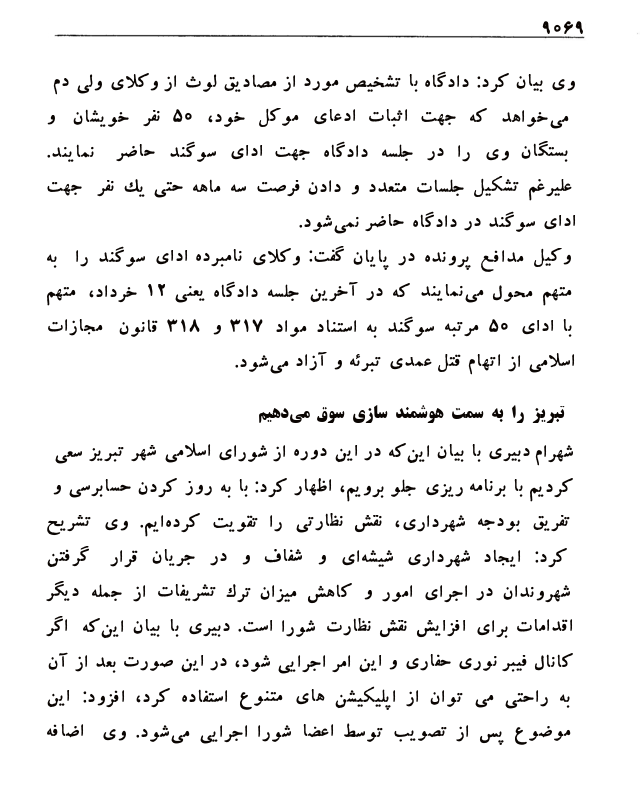 ۹۰۶۹
وی بیان کرد: دادگاه با تشخیص مورد از مصادیق لوث از وکلای ولی دم
می‌خواهد که جهت اثبات ادعای موکل خود، ۵۰ نفر خویشان و
بستگان وی را در جلسه دادگاه جهت ادای سوگند حاضر نمایند.
علیرغم تشکیل جلسات متعدد و دادن فرصت سه ماهه حتی یك نفر جهت
ادای سوگند در دادگاه حاضر نمی‌شود.
وکیل مدافع پرونده در پایان گفت: وکلای نامبرده ادای سوگند را به
متهم محول می‌نمایند که در آخرین جلسه دادگاه یعنی ۱۲ خرداد، متهم
با ادای ۵۰ مرتبه سوگند به استناد مواد ۳۱۷ و ۳۱۸ قانون مجازات
اسلامی از اتهام قتل عمدی تبرئه و آزاد می‌شود.
تبریز را به سمت هوشمند سازی سوق می‌دهیم
شهرام دبیری با بیان این‌که در این دوره از شورای اسلامی شهر تبریز سعی
کردیم با برنامه ریزی جلو برویم، اظهار کرد: با به روز کردن حسابرسی و
تفریق بودجه شهرداری، نقش نظارتی را تقویت کرده‌ایم. وی تشریح
کرد: ایجاد شهرداری شیشه‌ای و شفاف و در جریان قرار گرفتن
شهروندان در اجرای امور و کاهش میزان ترك تشریفات از جمله دیگر
اقدامات برای افزایش نقش نظارت شورا است. دبیری با بیان این‌که اگر
کانال فیبر نوری حفاری و این امر اجرایی شود، در این صورت بعد از آن
به راحتی می توان از اپلیکیشن های متنوع استفاده کرد، افزود: این
موضوع پس از تصویب توسط اعضا شورا اجرایی می‌شود. وی اضافه